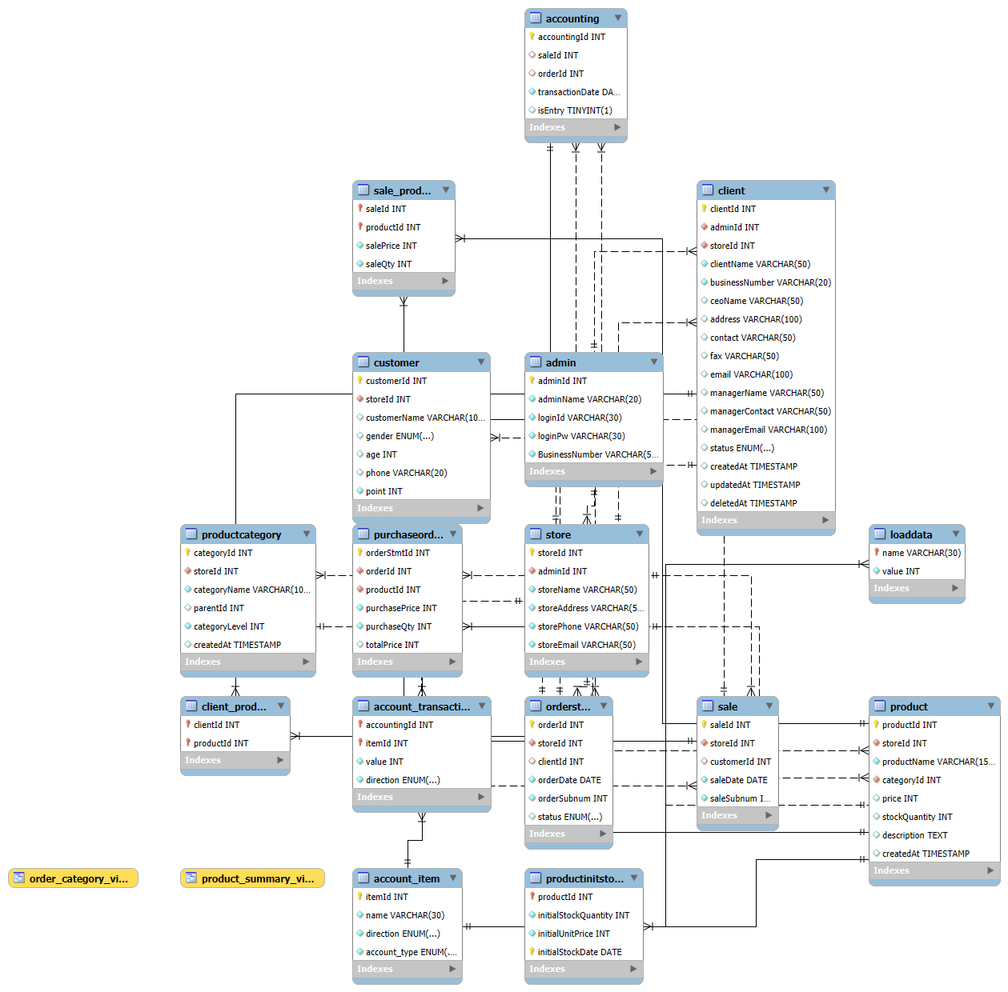 accounting
accountingId INT
saleId INT
orderId INT
transactionDate DA...
isEntry TINYINT(1)
Indexes
sale_prod...
saleId INT
productId INT
salePrice INT
saleQty INT
Indexes
client
clientId INT
adminId INT
storeId INT
clientName VARCHAR(50)
businessNumber VARCHAR(20)
ceoName VARCHAR(50)
address VARCHAR(100)
contact VARCHAR(50)
fax VARCHAR(50)
email VARCHAR(100)
managerName VARCHAR(50)
managerContact VARCHAR(50)
managerEmail VARCHAR(100)
status ENUM(...)
createdAt TIMESTAMP
updatedAt TIMESTAMP
deletedAt TIMESTAMP
Indexes
customer
customerId INT
storeId INT
customerName VARCHAR(10...
gender ENUM(...)
age INT
phone VARCHAR(20)
point INT
Indexes
admin
adminId INT
adminName VARCHAR(20)
loginId VARCHAR(30)
loginPw VARCHAR(30)
BusinessNumber VARCHAR(5...
Indexes
productcategory
categoryId INT
storeId INT
categoryName VARCHAR(10...
parentId INT
categoryLevel INT
createdAt TIMESTAMP
Indexes
purchaseord...
orderStmtId INT
orderId INT
productId INT
purchasePrice INT
purchaseQty INT
totalPrice INT
Indexes
store
storeId INT
adminId INT
storeName VARCHAR(50)
storeAddress VARCHAR(5...
storePhone VARCHAR(50)
storeEmail VARCHAR(50)
Indexes
loaddata
name VARCHAR(30)
value INT
Indexes
client_prod...
clientId INT
productId INT
Indexes
account_transacti...
accountingId INT
itemId INT
value INT
direction ENUM(...)
Indexes
orderst...
orderId INT
storeId INT
clientId INT
orderDate DATE
orderSubnum INT
status ENUM(...)
Indexes
sale
saleId INT
storeId INT
customerId INT
saleDate DATE
saleSubnum I...
Indexes
product
productId INT
storeId INT
productName VARCHAR(15...
categoryId INT
price INT
stockQuantity INT
description TEXT
createdAt TIMESTAMP
Indexes
order_category_vi...
product_summary_vi...
account_item
itemId INT
name VARCHAR(30)
direction ENUM(...)
account_type ENUM(...
Indexes
productinitsto...
productId INT
initialStockQuantity INT
initialUnitPrice INT
initialStockDate DATE
Indexes